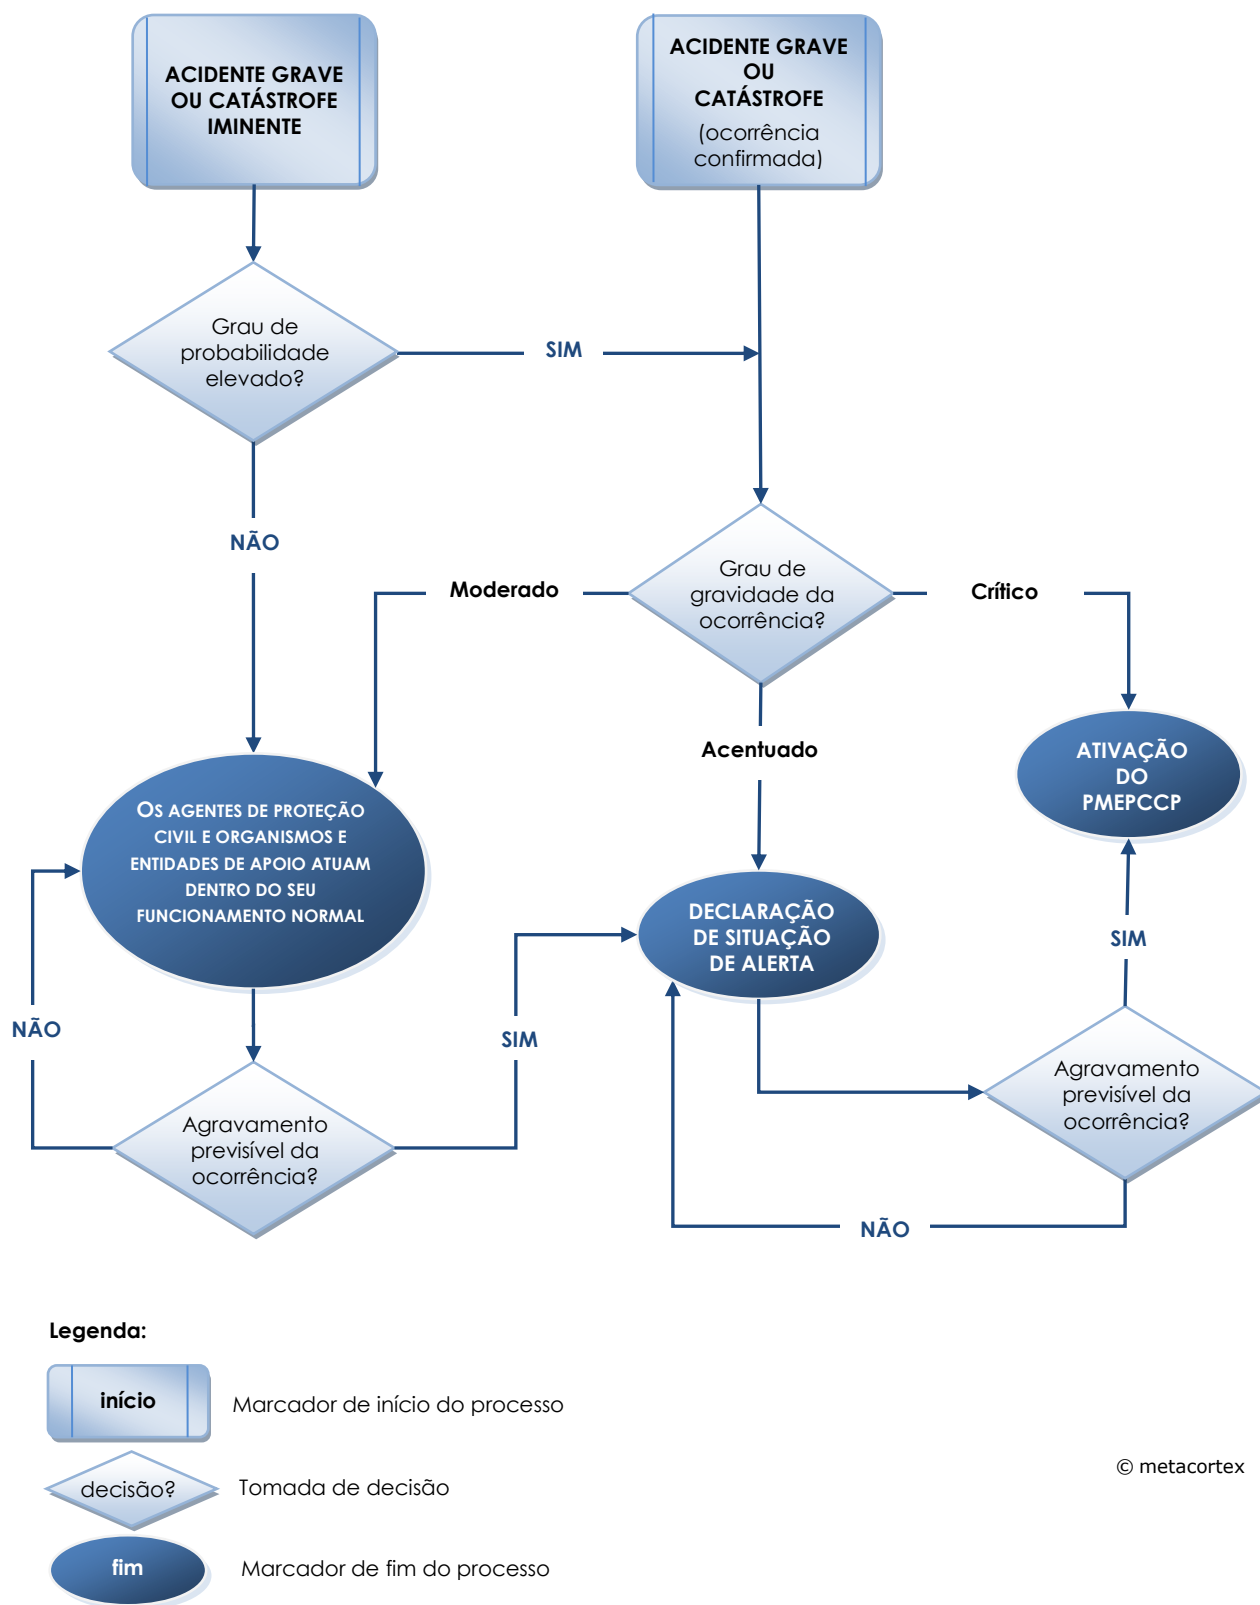 ACIDENTE GRAVE
OU CATÁSTROFE
IMINENTE
ACIDENTE GRAVE
OU
CATÁSTROFE
(ocorrência
confirmada)
Grau de
probabilidade
elevado?
SIM
NÃO
Grau de
gravidade da
ocorrência?
Moderado
Crítico
Acentuado
OS AGENTES DE PROTEÇÃO
CIVIL E ORGANISMOS E
ENTIDADES DE APOIO ATUAM
DENTRO DO SEU
FUNCIONAMENTO NORMAL
ATIVAÇÃO
DO
PMEPCCP
DECLARAÇÃO
DE SITUAÇÃO
DE ALERTA
SIM
NÃO
SIM
Agravamento
previsível da
ocorrência?
Agravamento
previsível da
ocorrência?
NÃO
Legenda:
início
Marcador de início do processo
decisão?
Tomada de decisão
© metacortex
fim
Marcador de fim do processo